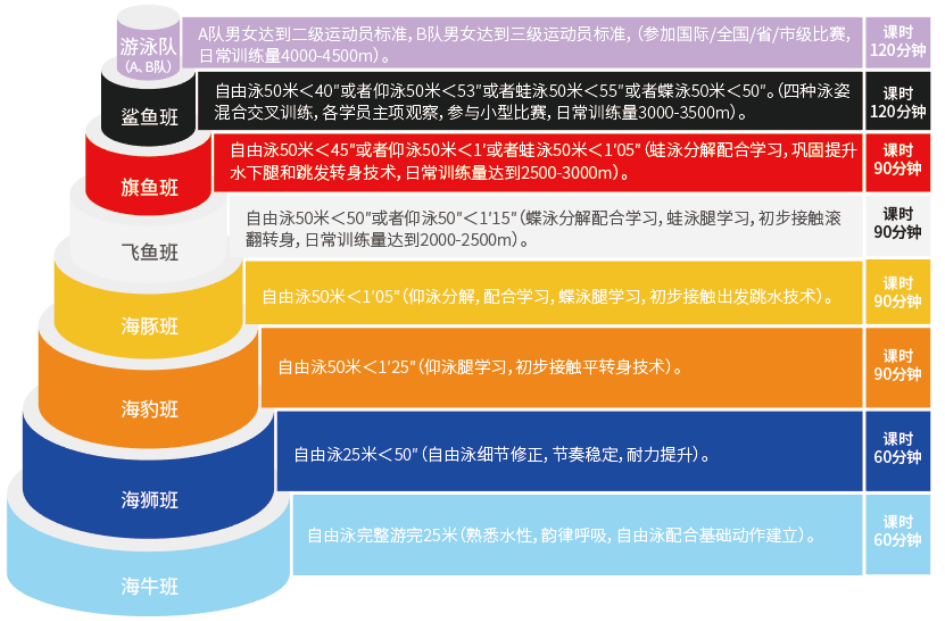 游泳队
(A、B队)
A队男女达到二级运动员标准, B队男女达到三级运动员标准, (参加国际/全国/省/市级比赛,
日常训练量4000-4500m)。
课时
120分钟
鲨鱼班
自由泳50米＜40″或者仰泳50米＜53″或者蛙泳50米＜55″或者蝶泳50米＜50″。(四种泳姿
混合交叉训练, 各学员主项观察, 参与小型比赛, 日常训练量3000-3500m)。
课时
120分钟
旗鱼班
自由泳50米＜45″或者仰泳50米＜1′或者蛙泳50米＜1′05″(蛙泳分解配合学习, 巩固提升
水下腿和跳发转身技术, 日常训练量达到2500-3000m)。
课时
90分钟
飞鱼班
自由泳50米＜50″或者仰泳50″＜1′15″(蝶泳分解配合学习, 蛙泳腿学习, 初步接触滚
翻转身, 日常训练量达到2000-2500m)。
课时
90分钟
海豚班
自由泳50米＜1′05″(仰泳分解, 配合学习, 蝶泳腿学习, 初步接触出发跳水技术)。
课时
90分钟
海豹班
自由泳50米＜1′25″(仰泳腿学习, 初步接触平转身技术)。
课时
90分钟
海狮班
自由泳25米＜50″(自由泳细节修正, 节奏稳定, 耐力提升)。
课时
60分钟
海牛班
自由泳完整游完25米(熟悉水性, 韵律呼吸, 自由泳配合基础动作建立)。
课时
60分钟